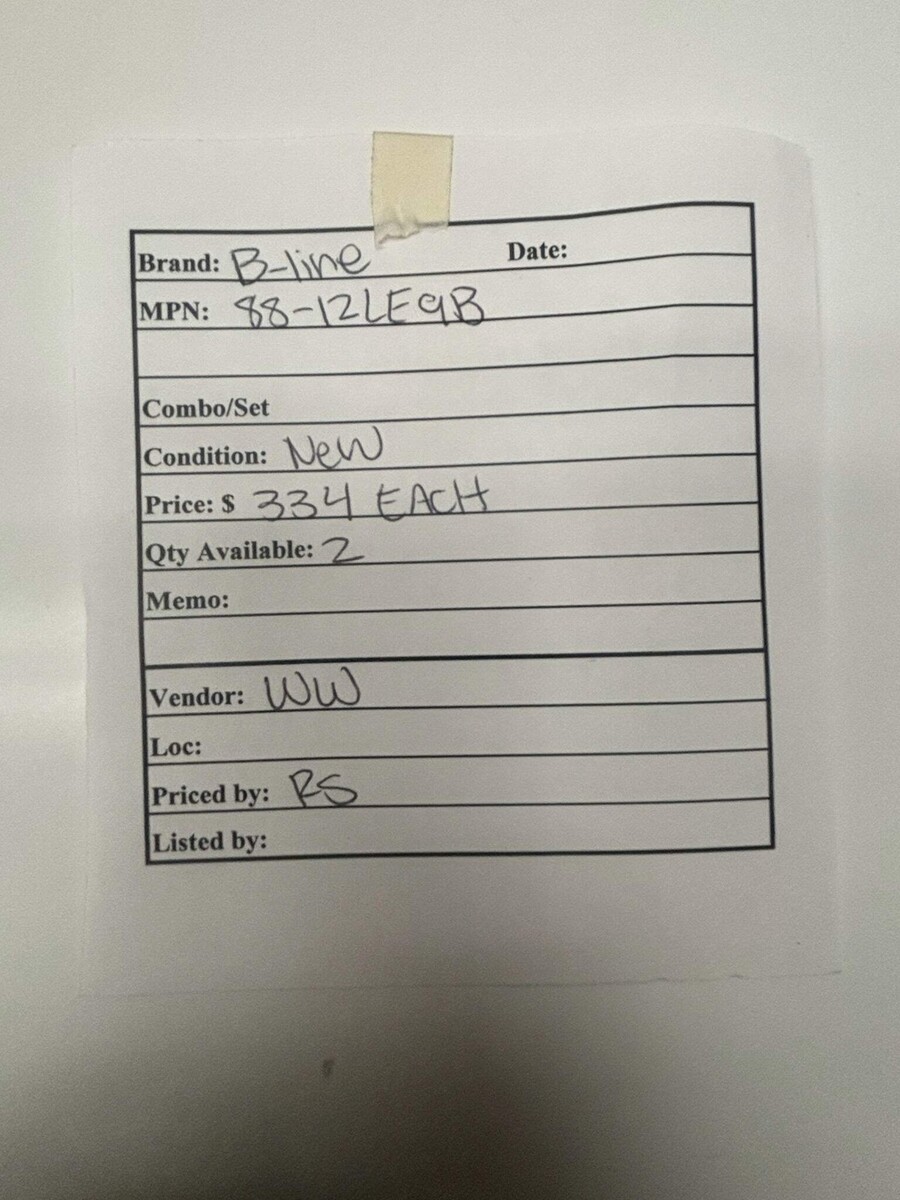 Brand: B-line Date:
MPN: 88-12LE9B
Combo/Set
Condition: New
Price: $ 334 EACH
Qty Available: 2
Memo:
Vendor: WW
Loc:
Priced by: RS
Listed by: